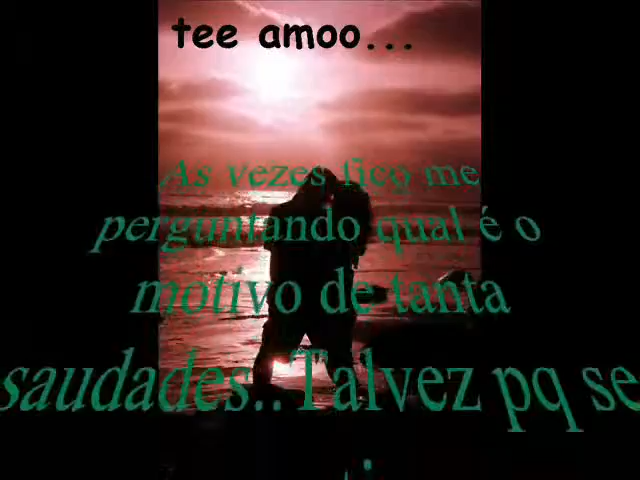 tee amoo...
As vezes fico me
perguntando qual é o
motivo de tanta
saudades..Talvez pq se